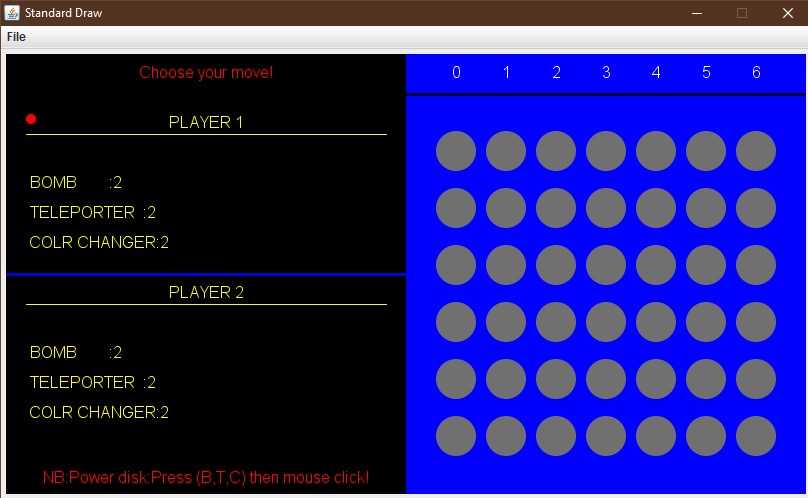 Standard Draw
File
Choose your move!
0 1 2 3 4 5 6
PLAYER 1
BOMB :2
TELEPORTER :2
COLR CHANGER:2
PLAYER 2
BOMB :2
TELEPORTER :2
COLR CHANGER:2
NB:Power disk:Press (B,T,C) then mouse click!